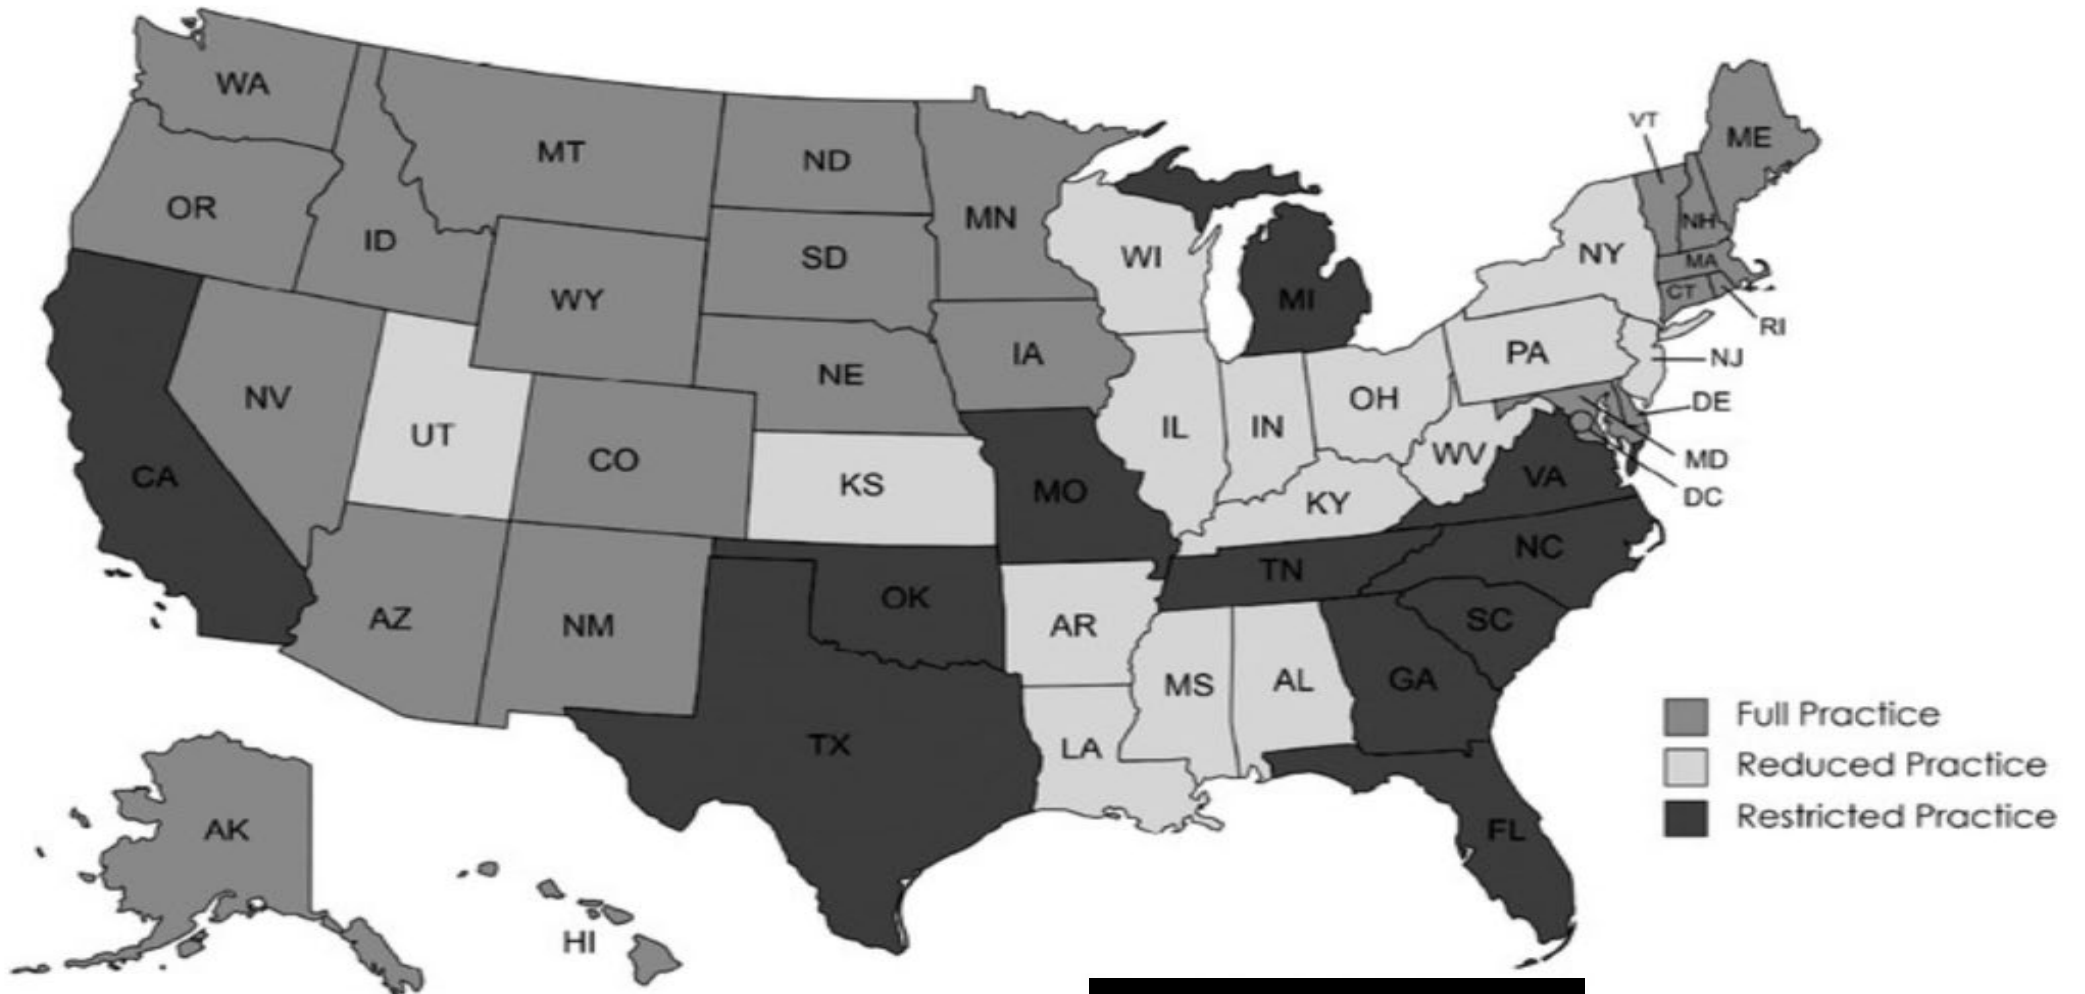 WA
MT
ND
MN
OR
ID
SD
WY
WI
MI
VT
ME
NH
NY
MA
CT
RI
NV
UT
CO
NE
IA
IL
IN
OH
PA
NJ
DE
MD
DC
WV
VA
CA
KS
MO
KY
NC
TN
AZ
NM
OK
AR
SC
MS
AL
GA
TX
LA
FL
AK
HI
Full Practice
Reduced Practice
Restricted Practice